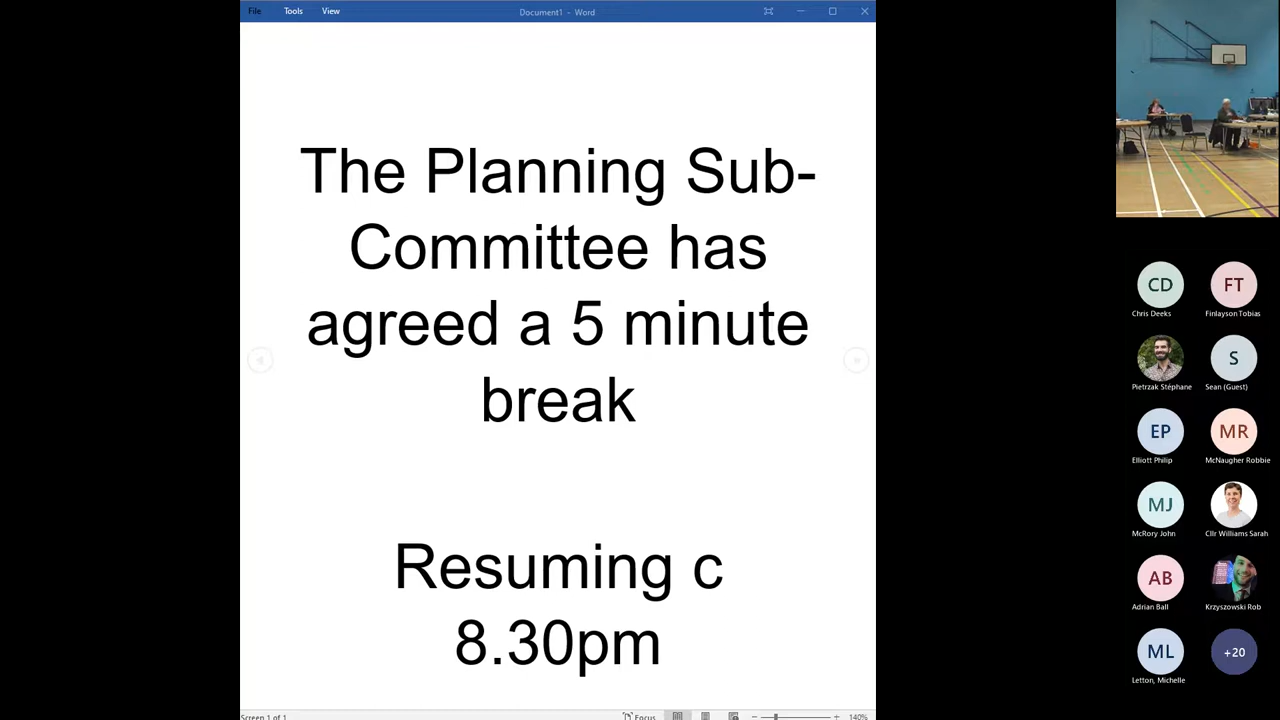 File Tools View Document1 - Word
The Planning Sub-
Committee has
agreed a 5 minute
break
Resuming c
8.30pm
Screen 1 of 1 Focus 140%
CD FT
Chris Deeks Finlayson Tobias
S
Pietrzak Stéphane Sean (Guest)
EP MR
Elliott Philip McNaugher Robbie
MJ
McRory John Cllr Williams Sarah
AB
Adrian Ball Krzyszowski Rob
ML +20
Letton, Michelle